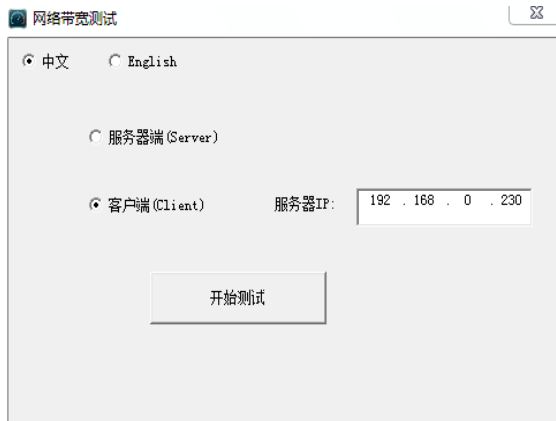 网络带宽测试
中文 English
服务器端(Server)
客户端(Client) 服务器IP: 192 . 168 . 0 . 230
开始测试